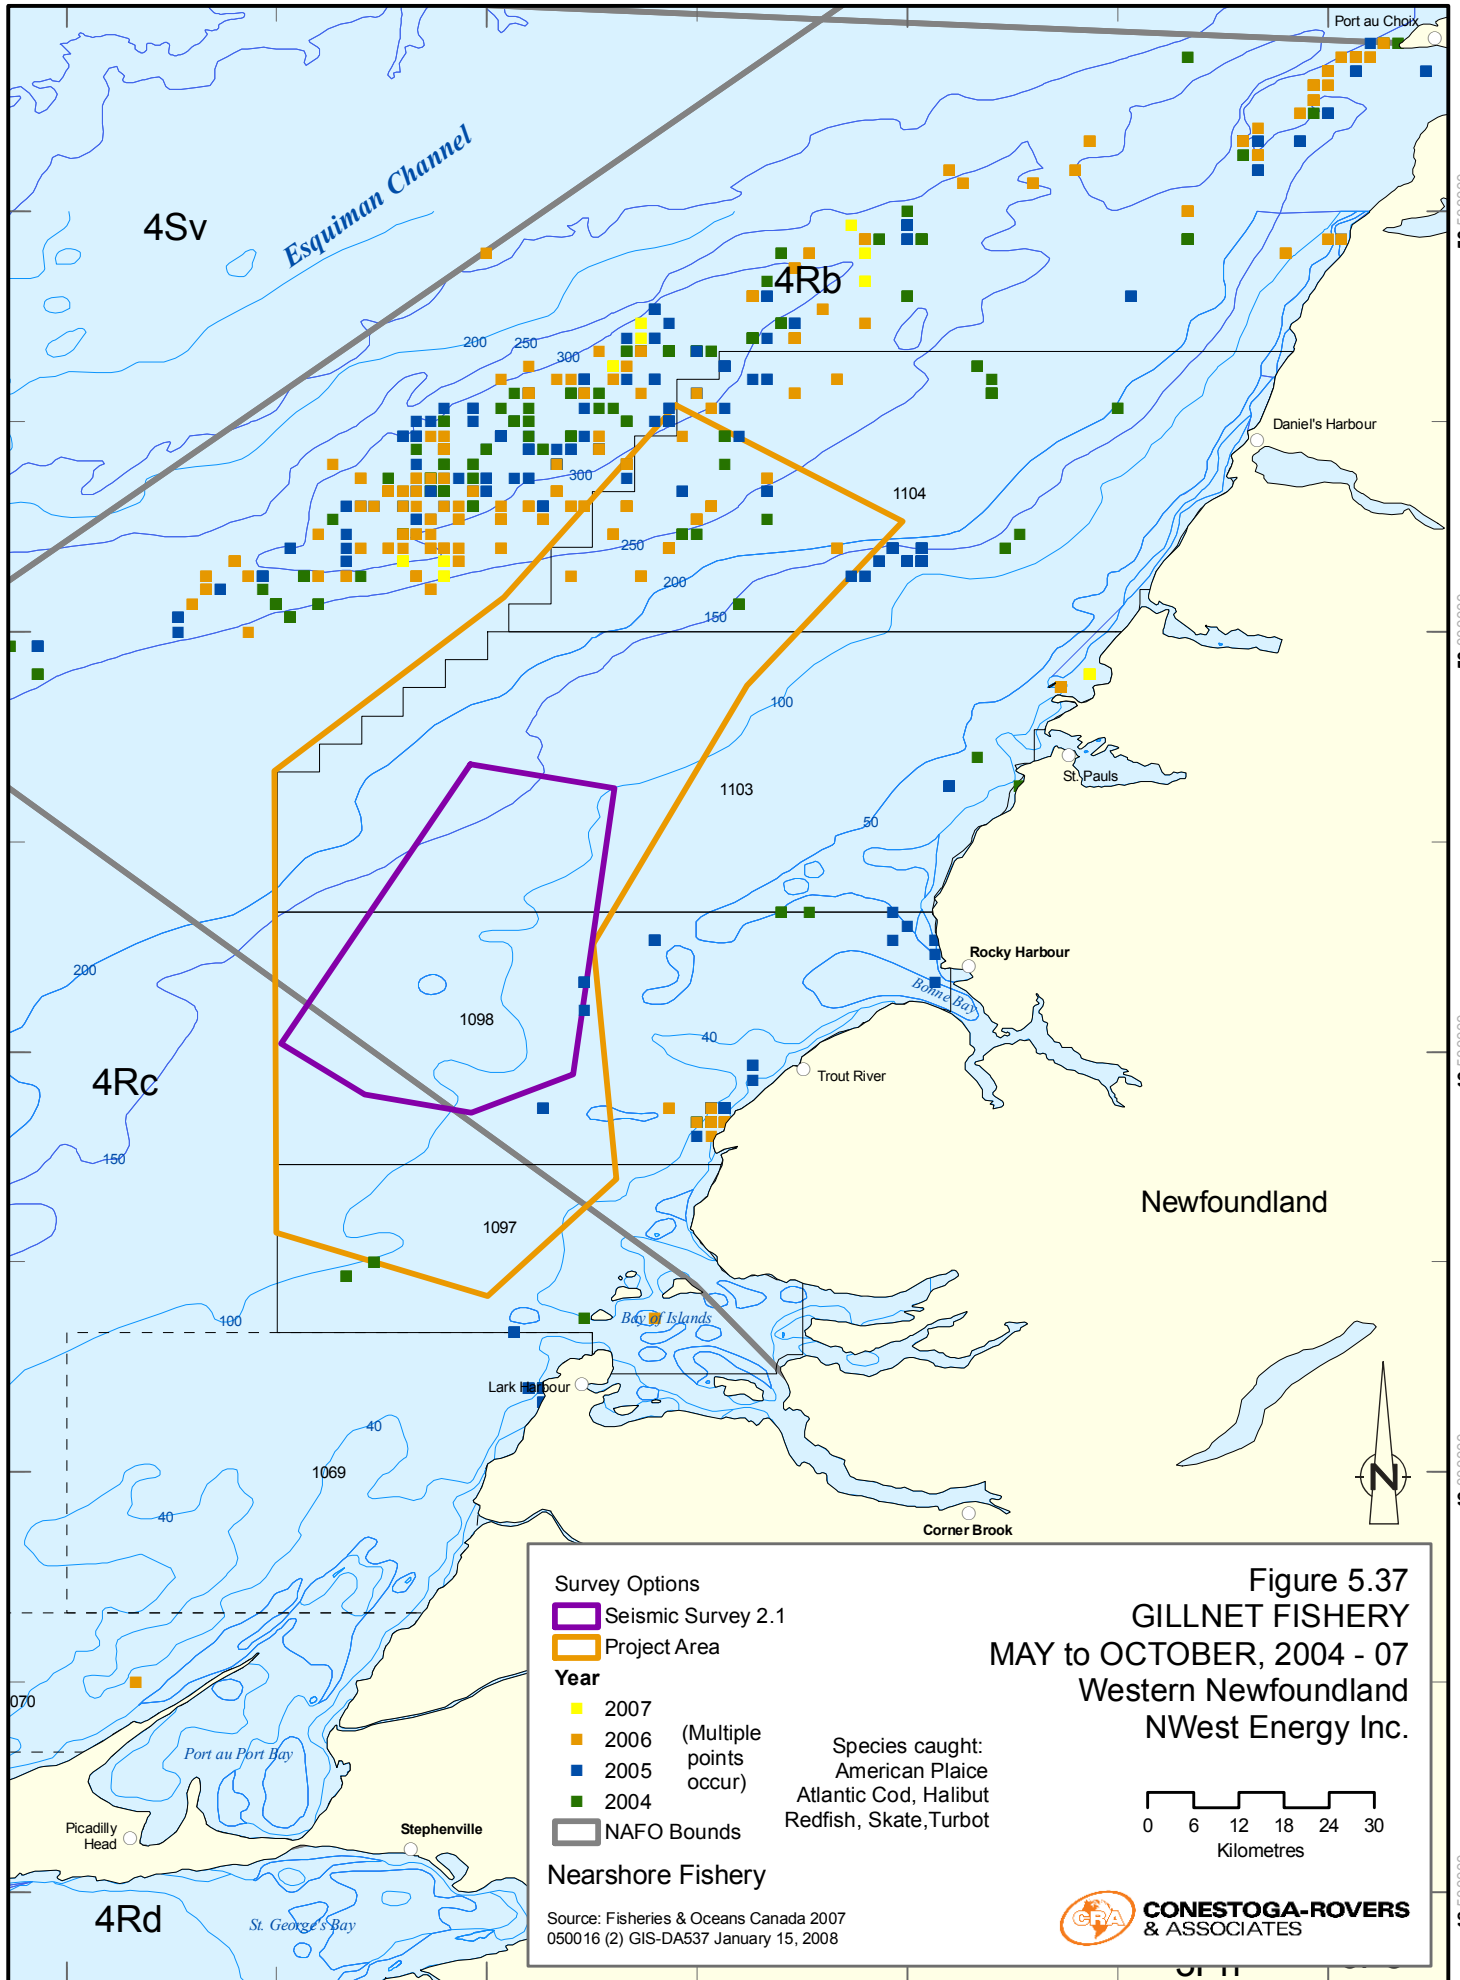 Port au Choix
4Sv
Esquiman Channel
4Rb
200
250
300
Daniel's Harbour
300
1104
250
200
150
100
1103
St. Pauls
50
200
Rocky Harbour
Bonne Bay
1098
40
4Rc
Trout River
150
Newfoundland
1097
100
Bay of Islands
Lark Harbour
40
1069
N
40
Corner Brook
070
Port au Port Bay
Picadilly
Head
Stephenville
4Rd
St. George's Bay
Survey Options
Seismic Survey 2.1
Project Area
Year
2007
2006
2005
2004
(Multiple
points
occur)
NAFO Bounds
Nearshore Fishery
Source: Fisheries & Oceans Canada 2007
050016 (2) GIS-DA537 January 15, 2008
Species caught:
American Plaice
Atlantic Cod, Halibut
Redfish, Skate,Turbot
Figure 5.37
GILLNET FISHERY
MAY to OCTOBER, 2004 - 07
Western Newfoundland
NWest Energy Inc.
0 6 12 18 24 30
Kilometres
CRA
CONESTOGA-ROVERS
& ASSOCIATES